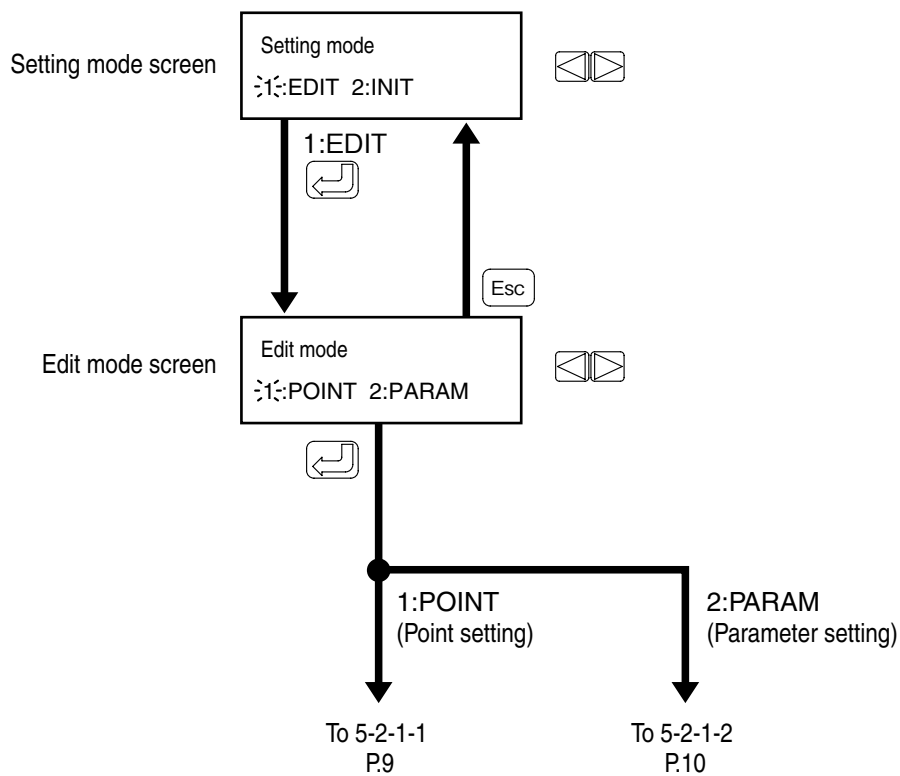 Setting mode screen
Setting mode
1:EDIT 2:INIT
1:EDIT
Esc
Edit mode screen
Edit mode
1:POINT 2:PARAM
1:POINT
(Point setting)
2:PARAM
(Parameter setting)
To 5-2-1-1
P.9
To 5-2-1-2
P.10